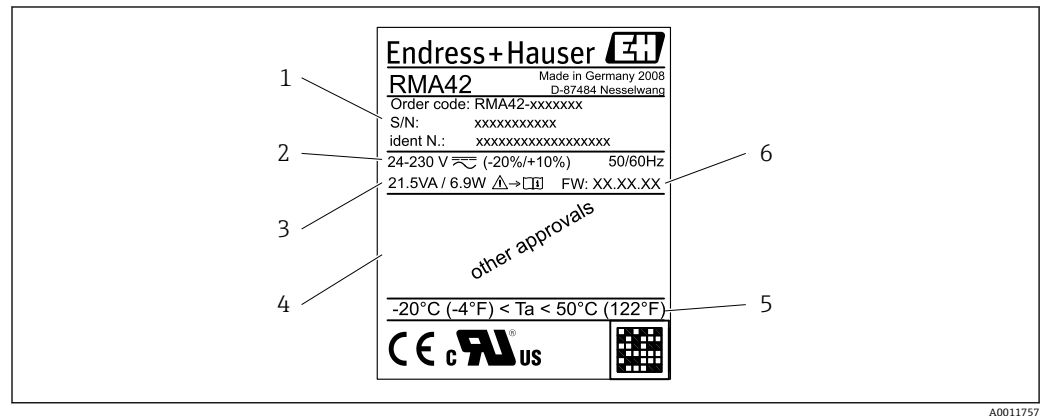 Endress+Hauser EH
RMA42
Made in Germany 2008
D-87484 Nesselwang
1
Order code: RMA42-xxxxxxx
S/N: xxxxxxxxxxx
ident N.: xxxxxxxxxxxxxxxxxx
2
24-230 V (-20%/+10%) 50/60Hz
6
3
21.5VA / 6.9W ⚠→ FW: XX.XX.XX
4
other approvals
5
-20°C (-4°F) < Ta < 50°C (122°F)
CE c RU ® US
A0011757